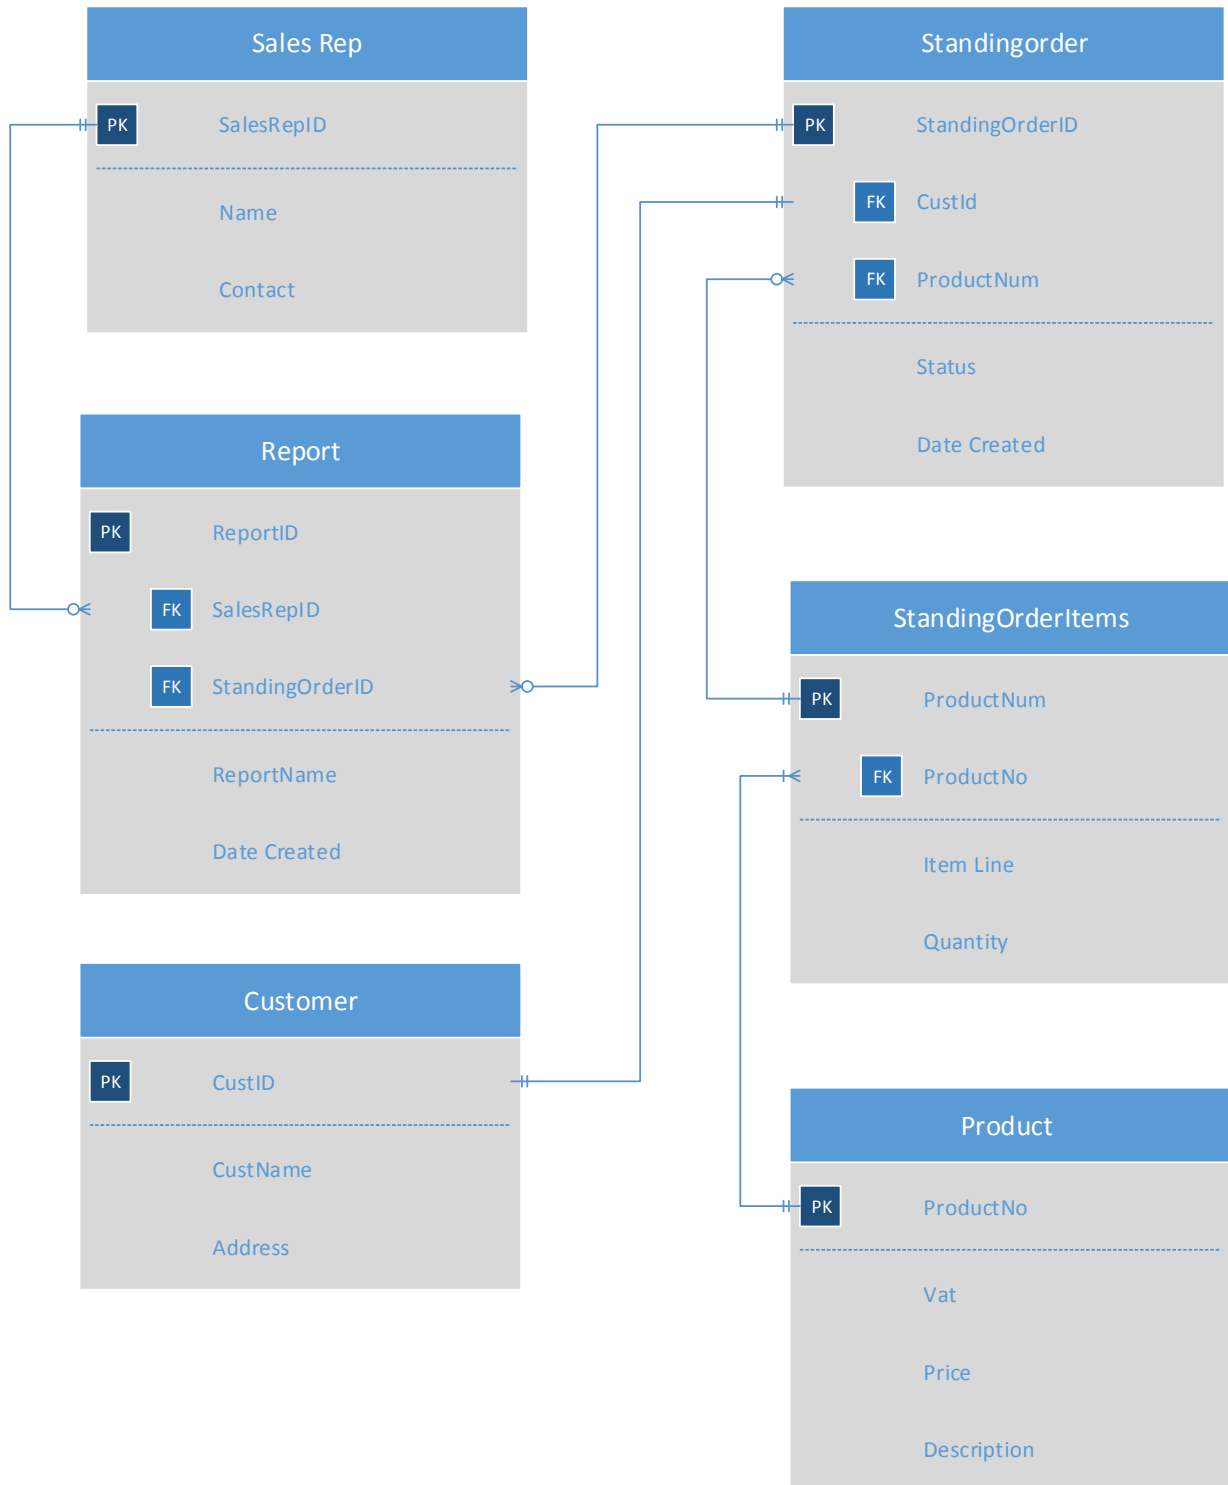 Sales Rep
PK SalesRepID
Name
Contact
Report
PK ReportID
FK SalesRepID
FK StandingOrderID
ReportName
Date Created
Customer
PK CustID
CustName
Address
Standingorder
PK StandingOrderID
FK CustId
FK ProductNum
Status
Date Created
StandingOrderItems
PK ProductNum
FK ProductNo
Item Line
Quantity
Product
PK ProductNo
Vat
Price
Description